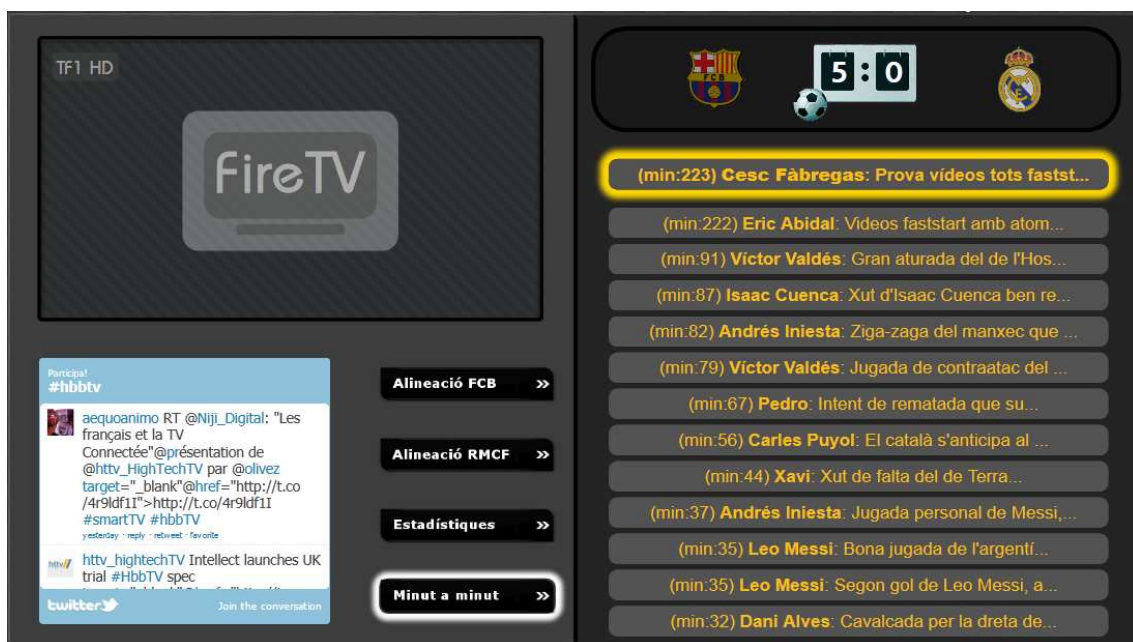 TF1 HD
FireTV
Participa!
#hbbtv
aequoanimo RT @Niji_Digital: "Les
français et la TV
Connectée"@présentation de
@httv_HighTechTV par @olivez
target="_blank"@href="http://t.co
/4r9ldf1I">http://t.co/4r9ldf1I
#smartTV #hbbTV
yesterday · reply · retweet · favorite
httv_hightechTV Intellect launches UK
trial #HbbTV spec
twitter
Join the conversation
Alineació FCB »
Alineació RMCF »
Estadístiques »
Minut a minut »
FCB
5:0
(min:223) Cesc Fàbregas: Prova vídeos tots fastst...
(min:222) Eric Abidal: Videos faststart amb atom...
(min:91) Víctor Valdés: Gran aturada del de l'Hos...
(min:87) Isaac Cuenca: Xut d'Isaac Cuenca ben re...
(min:82) Andrés Iniesta: Ziga-zaga del manxec que ...
(min:79) Víctor Valdés: Jugada de contraatac del ...
(min:67) Pedro: Intent de rematada que su...
(min:56) Carles Puyol: El català s'anticipa al ...
(min:44) Xavi: Xut de falta del de Terra...
(min:37) Andrés Iniesta: Jugada personal de Messi,...
(min:35) Leo Messi: Bona jugada de l'argentí...
(min:35) Leo Messi: Segon gol de Leo Messi, a...
(min:32) Dani Alves: Cavalcada per la dreta de...